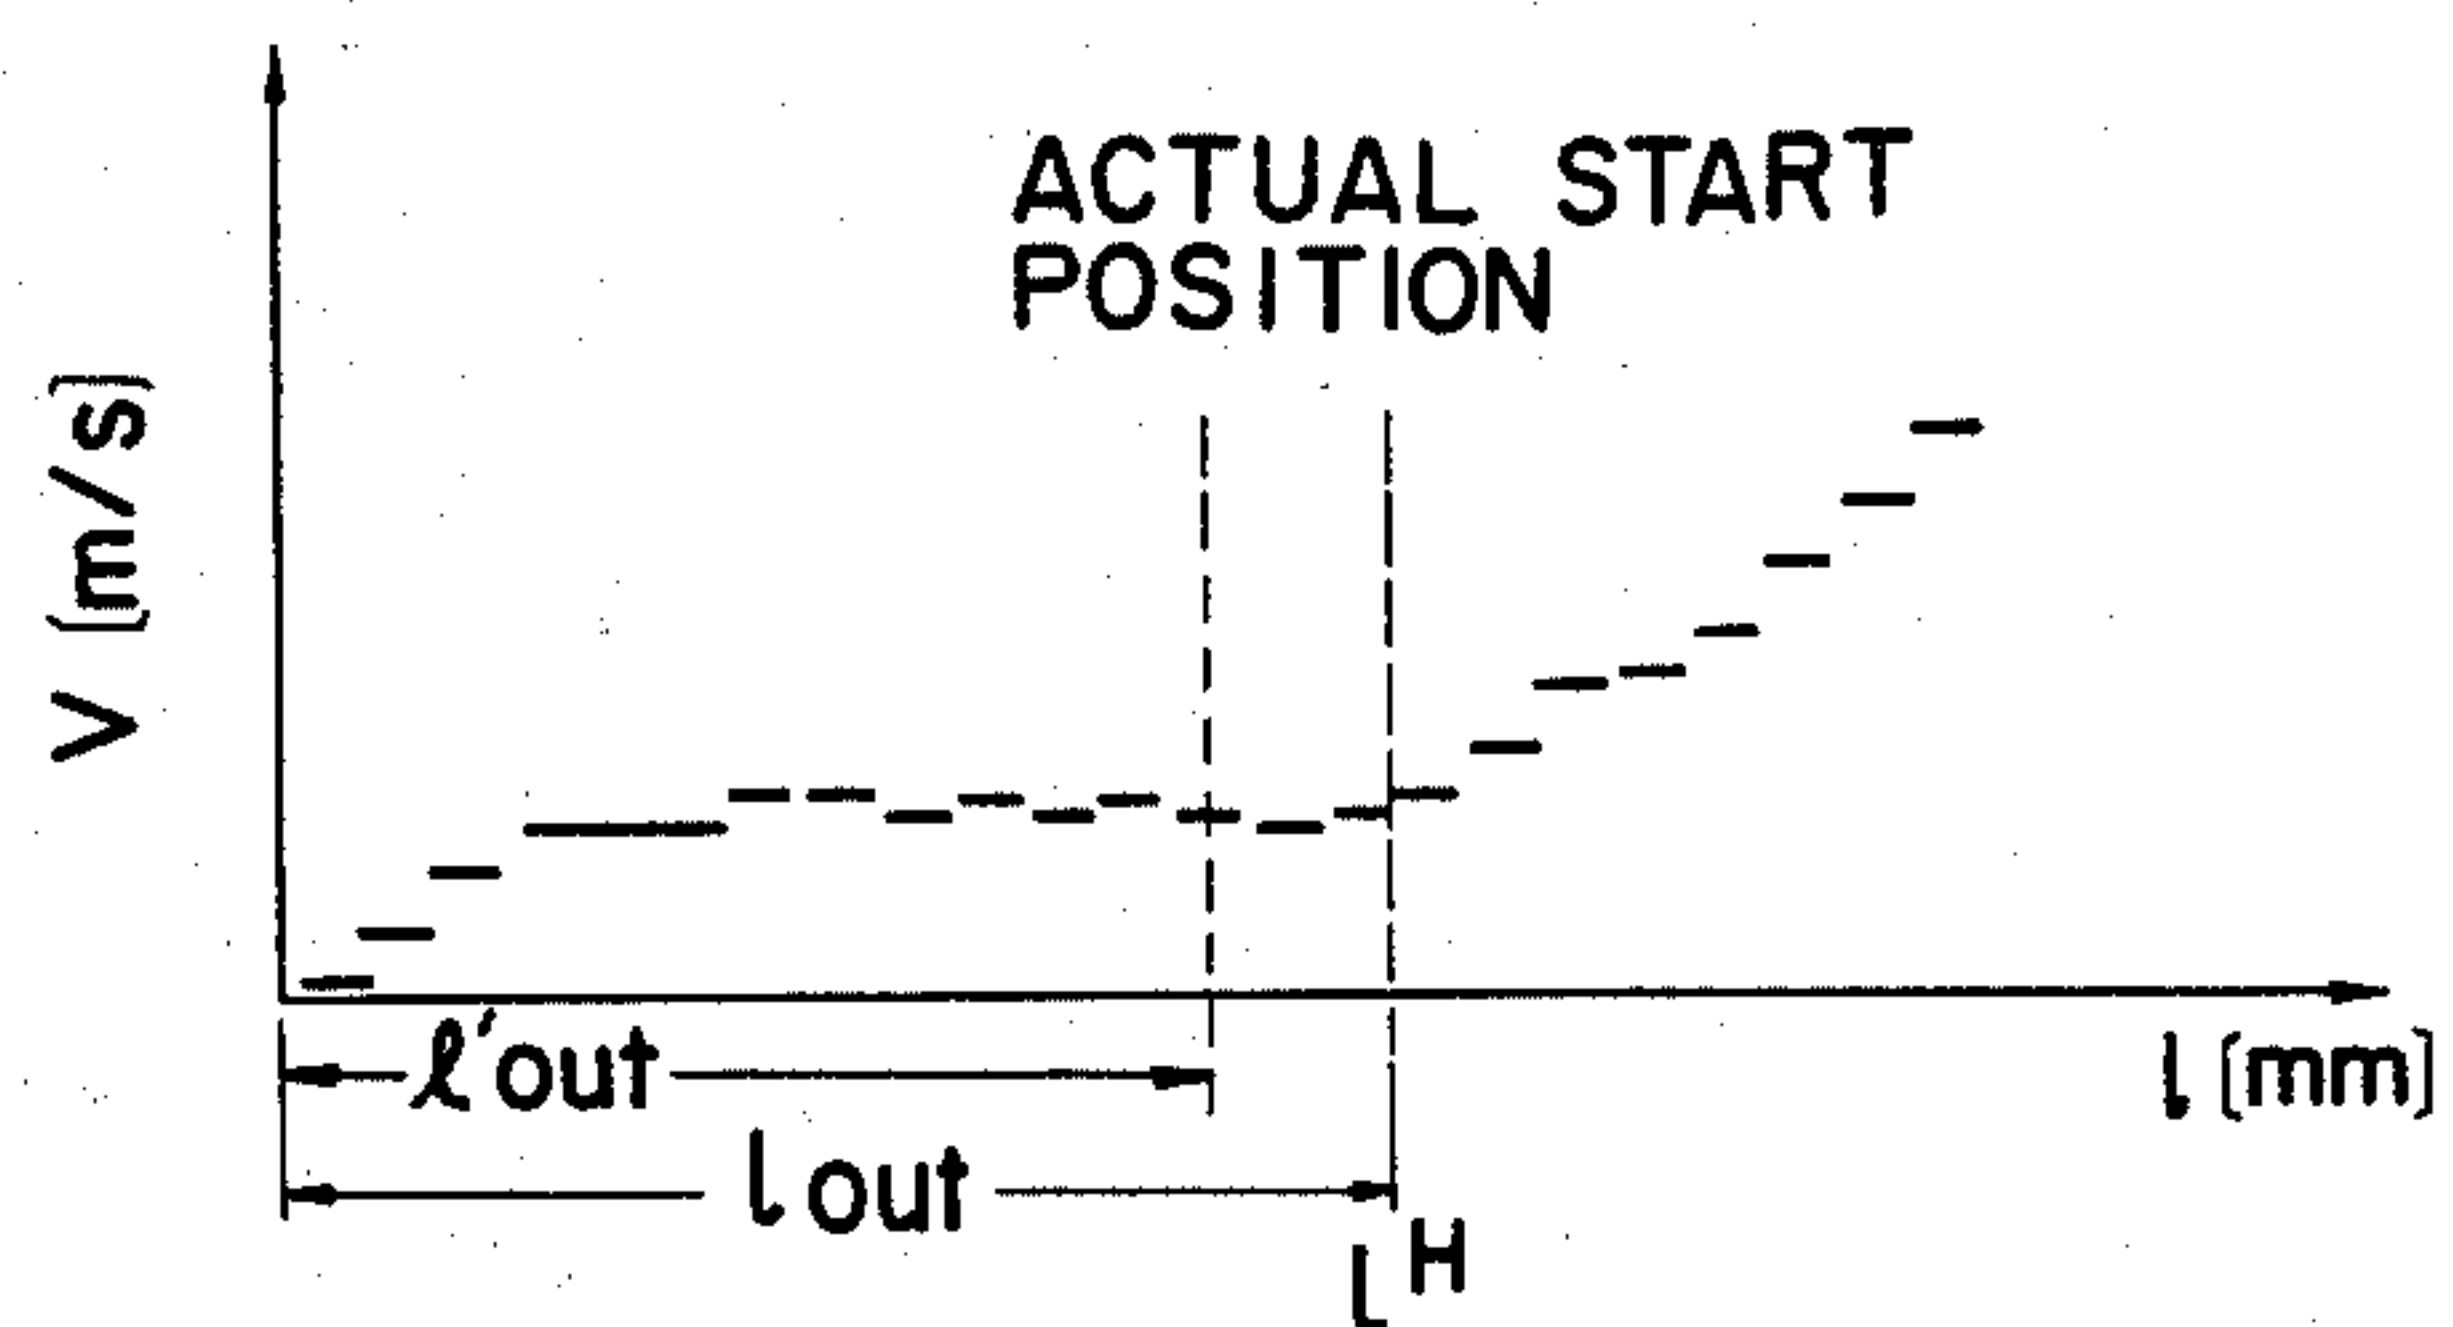 ACTUAL START
POSITION
V [m/s]
ℓ'out
l [mm]
l out
l^H